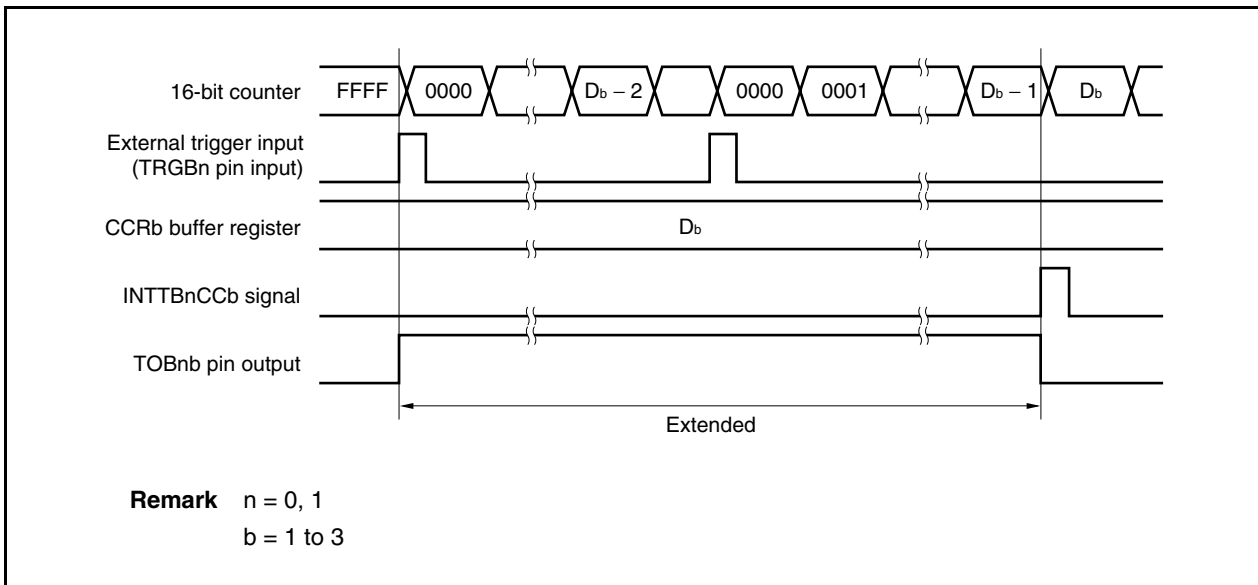 16-bit counter FFFF 0000 Db − 2 0000 0001 Db − 1 Db
External trigger input
(TRGBn pin input)
CCRb buffer register Db
INTTBnCCb signal
TOBnb pin output
Extended
Remark n = 0, 1
b = 1 to 3